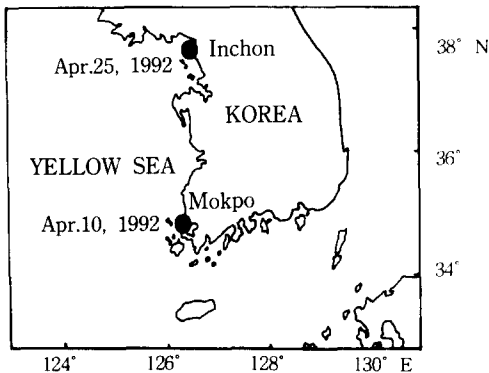 Inchon
38° N
Apr.25, 1992
KOREA
36°
YELLOW SEA
Mokpo
Apr.10, 1992
34°
124° 126° 128° 130° E